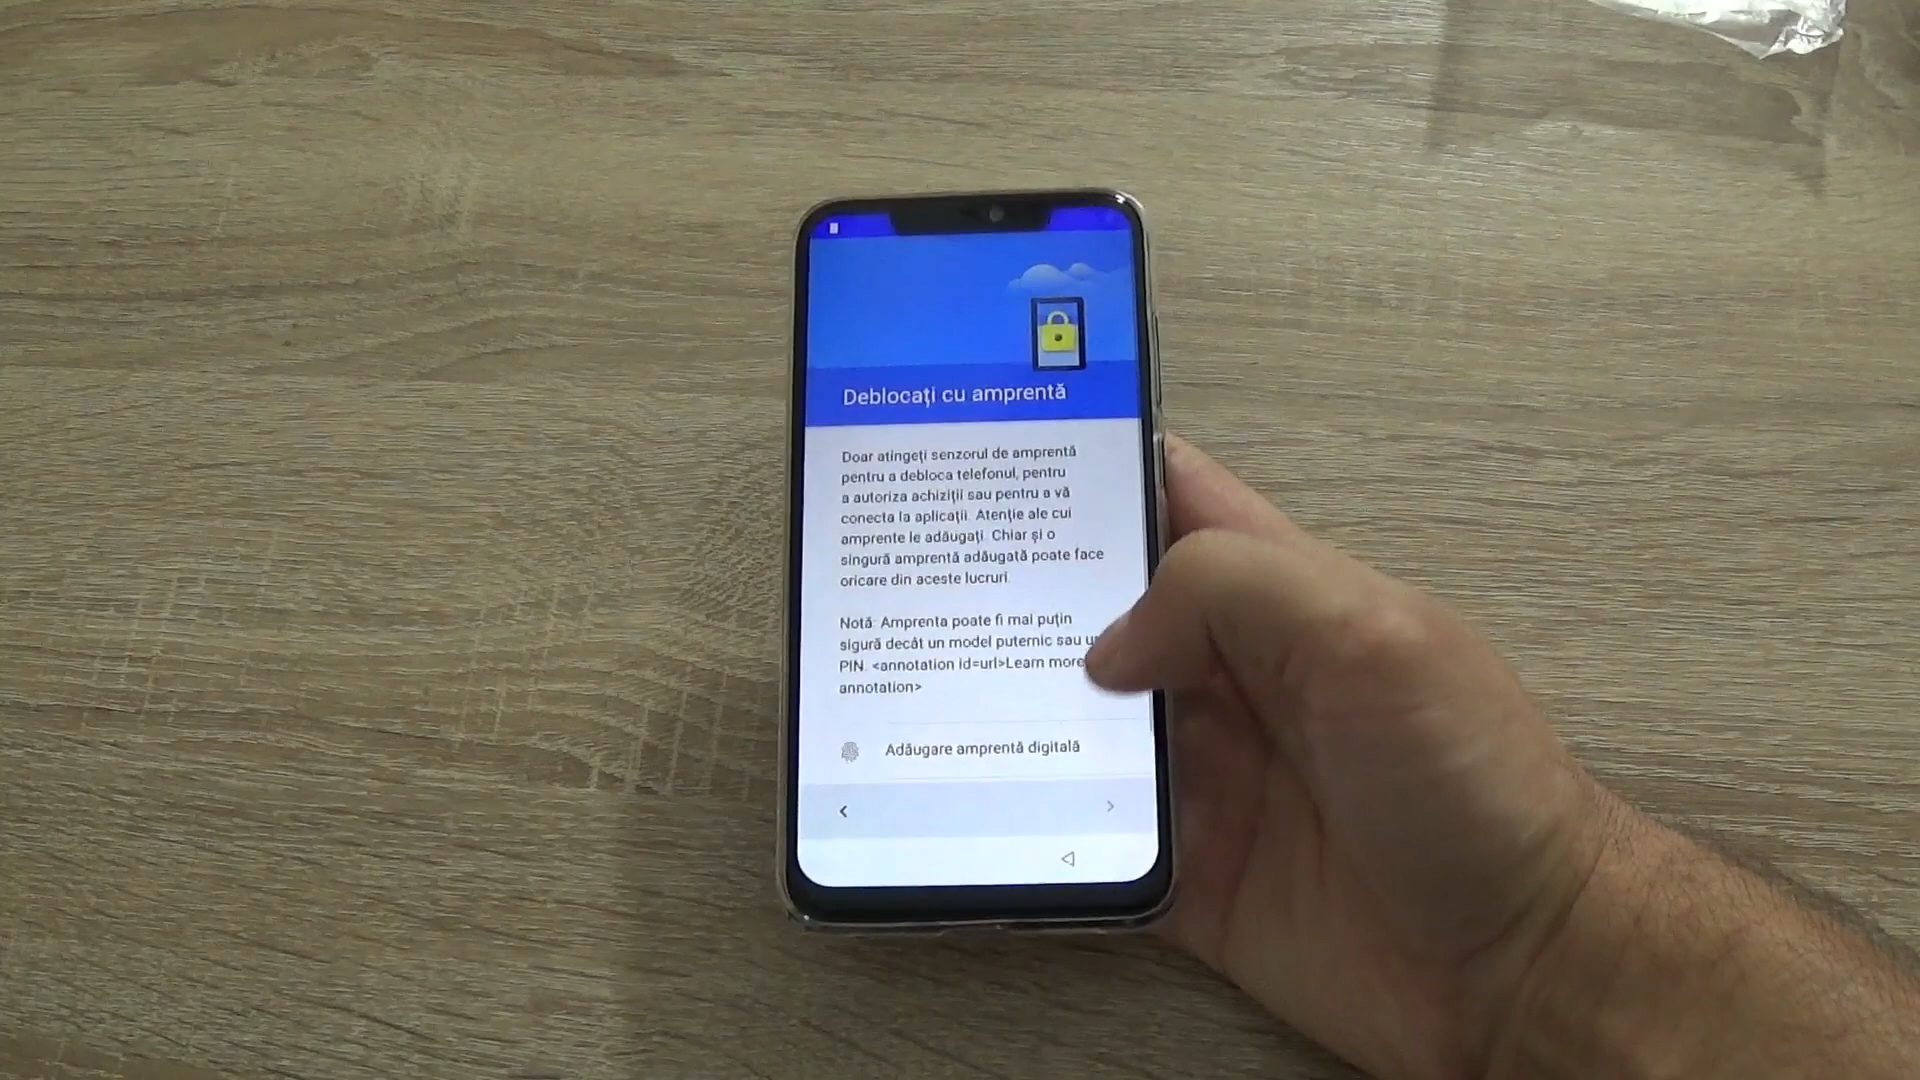 Deblocați cu amprentă
Doar atingeți senzorul de amprentă
pentru a debloca telefonul, pentru
a autoriza achiziții sau pentru a vă
conecta la aplicații. Atenție ale cui
amprente le adăugați. Chiar și o
singură amprentă adăugată poate face
oricare din aceste lucruri.
Notă: Amprenta poate fi mai puțin
sigură decât un model puternic sau
PIN. <annotation id=url>Learn more
annotation>
Adăugare amprentă digitală